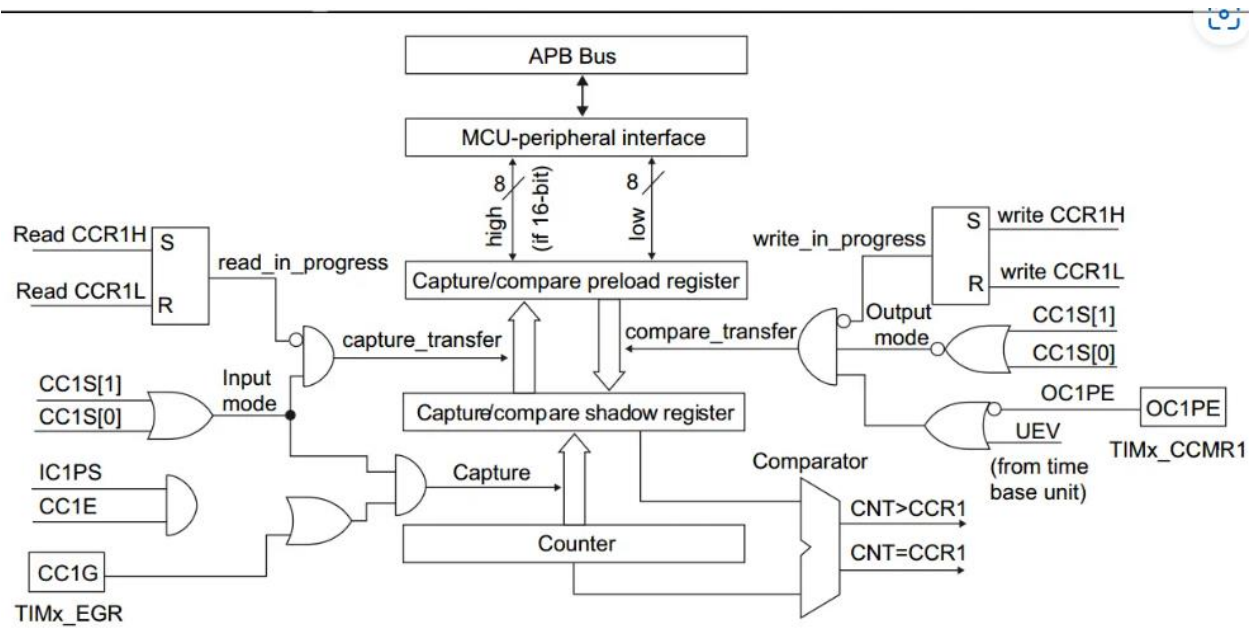 APB Bus
MCU-peripheral interface
8
high
(if 16-bit)
8
low
Read CCR1H
S
read_in_progress
Read CCR1L
R
write_in_progress
S
write CCR1H
R
write CCR1L
Capture/compare preload register
capture_transfer
compare_transfer
Output
mode
CC1S[1]
CC1S[0]
CC1S[1]
CC1S[0]
Input
mode
Capture/compare shadow register
OC1PE
OC1PE
UEV
TIMx_CCMR1
(from time
base unit)
IC1PS
CC1E
Capture
Comparator
CNT>CCR1
CNT=CCR1
Counter
CC1G
TIMx_EGR